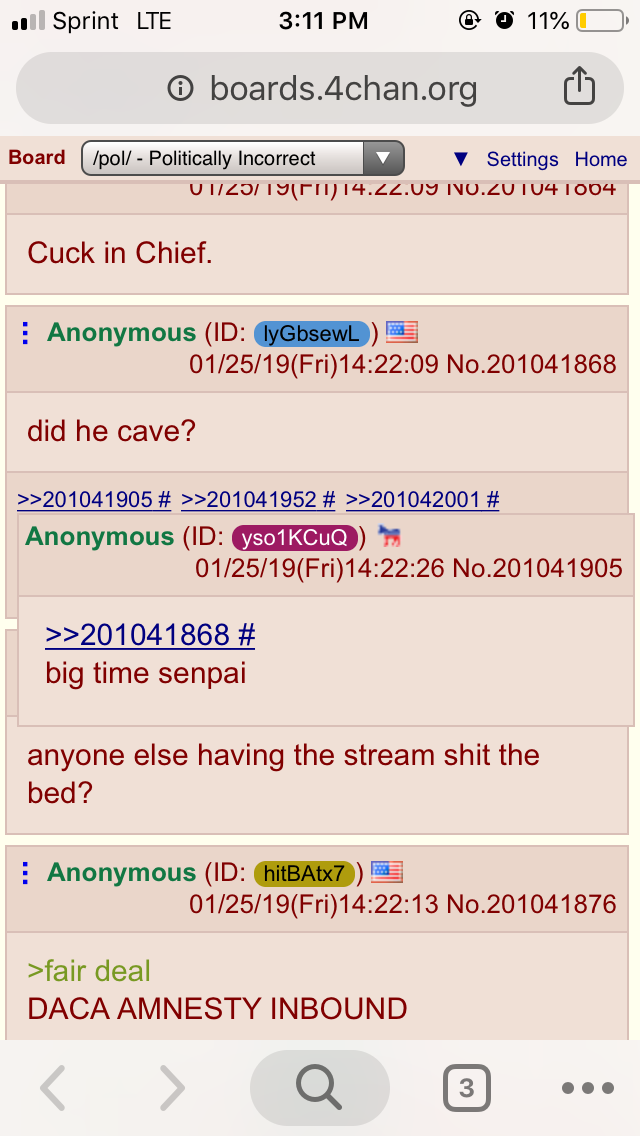 Sprint LTE 3:11 PM 11%
boards.4chan.org
Board /pol/ - Politically Incorrect ▼ Settings Home
01/25/19(Fri)14:22:09 No.201041864
Cuck in Chief.
Anonymous (ID: lyGbsewL)
01/25/19(Fri)14:22:09 No.201041868
did he cave?
>>201041905 # >>201041952 # >>201042001 #
Anonymous (ID: yso1KCuQ)
01/25/19(Fri)14:22:26 No.201041905
>>201041868 #
big time senpai
anyone else having the stream shit the
bed?
Anonymous (ID: hitBAtx7)
01/25/19(Fri)14:22:13 No.201041876
>fair deal
DACA AMNESTY INBOUND
3